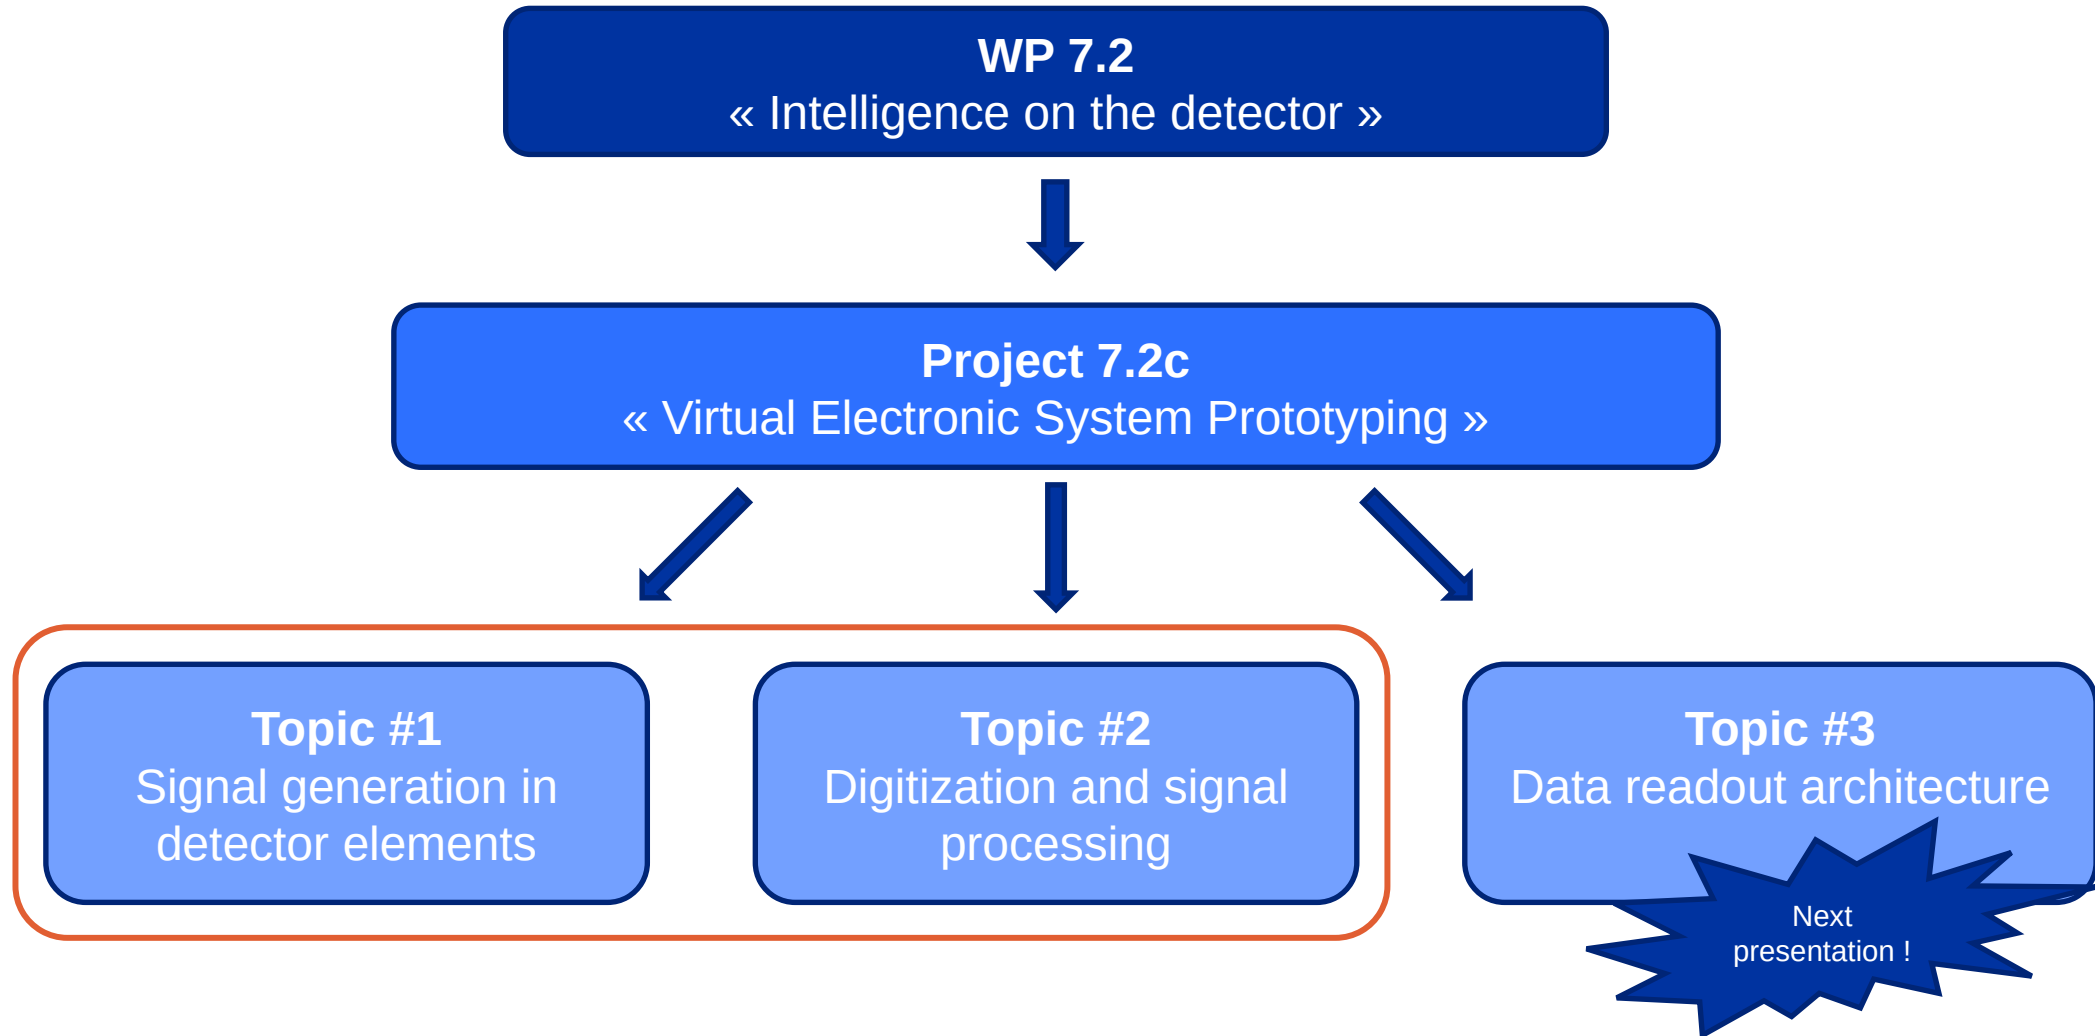 WP 7.2
« Intelligence on the detector »
Project 7.2c
« Virtual Electronic System Prototyping »
Topic #1
Signal generation in
detector elements
Topic #2
Digitization and signal
processing
Topic #3
Data readout architecture
Next
presentation !